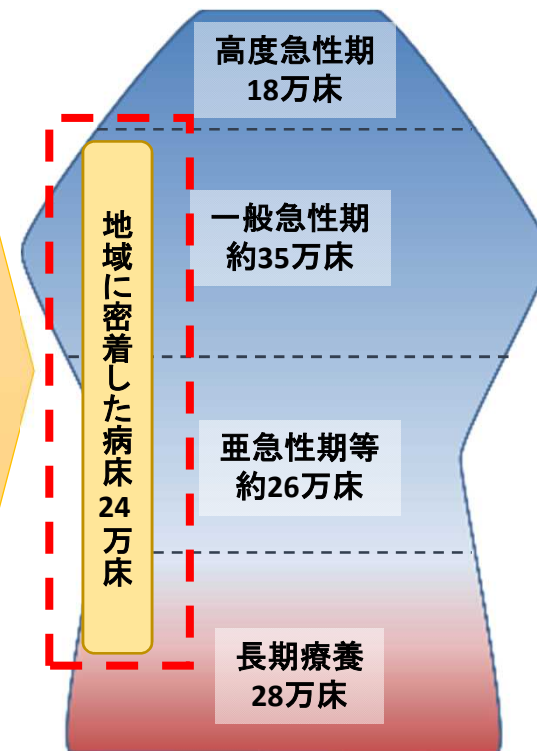 高度急性期
18万床
一般急性期
約35万床
地域に密着した病床24万床
亜急性期等
約26万床
長期療養
28万床